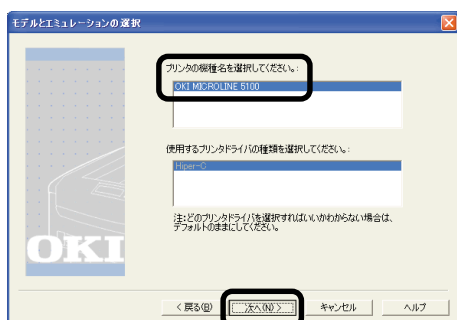 モデルとエミュレーションの選択
プリンタの機種名を選択してください。:
OKI MICROLINE 5100
使用するプリンタドライバの種類を選択してください。:
Hiper-C
注:どのプリンタドライバを選択すればいいかわからない場合は、
デフォルトのままにしてください。
OKI
< 戻る(B)
次へ(N) >
キャンセル
ヘルプ